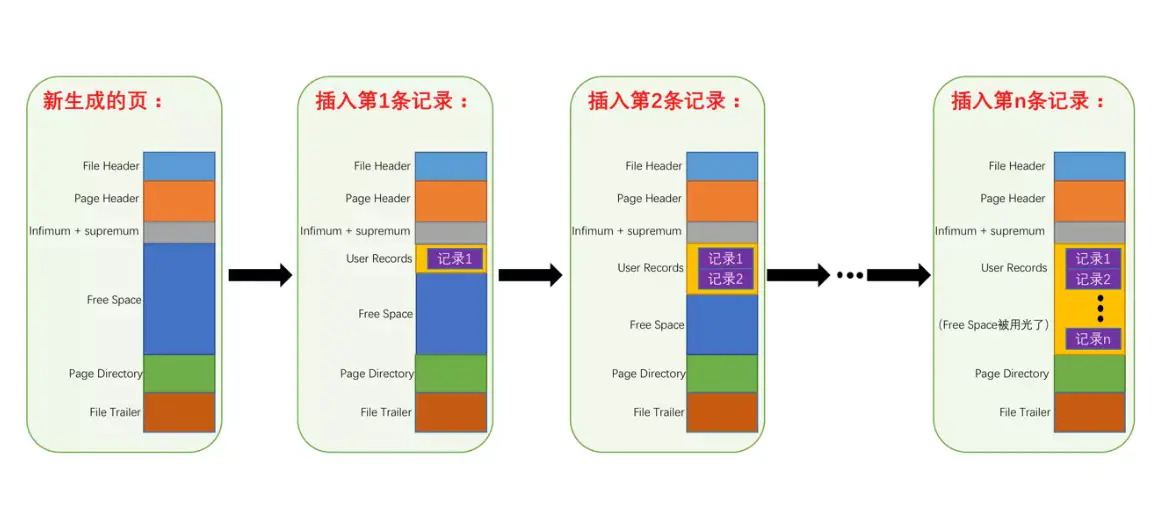 新生成的页：
File Header
Page Header
Infimum + supremum
Free Space
Page Directory
File Trailer
插入第1条记录：
File Header
Page Header
Infimum + supremum
User Records
记录1
Free Space
Page Directory
File Trailer
插入第2条记录：
File Header
Page Header
Infimum + supremum
User Records
记录1
记录2
Free Space
Page Directory
File Trailer
插入第n条记录：
File Header
Page Header
Infimum + supremum
User Records
记录1
记录2
(Free Space被用光了)
记录n
Page Directory
File Trailer